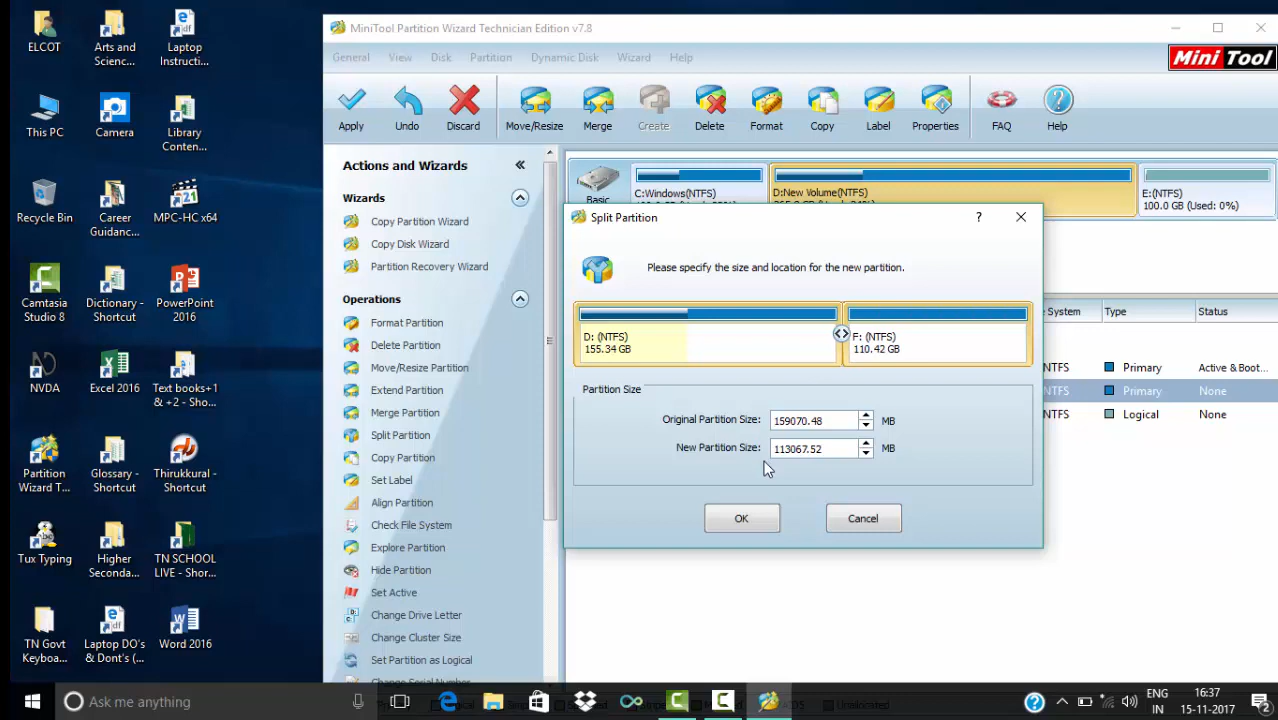 ELCOT
Arts and
Scienc...
Laptop
Instructi...
This PC
Camera
Library
Conten...
Recycle Bin
Career
Guidanc...
MPC-HC x64
Camtasia
Studio 8
Dictionary -
Shortcut
PowerPoint
2016
NVDA
Excel 2016
Text books+1
& +2 - Sho...
Partition
Wizard T...
Glossary -
Shortcut
Thirukkural -
Shortcut
Tux Typing
Higher
Seconda...
TN SCHOOL
LIVE - Shor...
TN Govt
Keyboa...
Laptop DO's
& Dont's (...
Word 2016
MiniTool Partition Wizard Technician Edition v7.8
General View Disk Partition Dynamic Disk Wizard Help
Mini Tool
Apply Undo Discard Move/Resize Merge Create Delete Format Copy Label Properties FAQ Help
Actions and Wizards
Wizards
Copy Partition Wizard
Copy Disk Wizard
Partition Recovery Wizard
Operations
Format Partition
Delete Partition
Move/Resize Partition
Extend Partition
Merge Partition
Split Partition
Copy Partition
Set Label
Align Partition
Check File System
Explore Partition
Hide Partition
Set Active
Change Drive Letter
Change Cluster Size
Set Partition as Logical
Basic
C:Windows(NTFS)
D:New Volume(NTFS)
E:(NTFS)
100.0 GB (Used: 0%)
Split Partition
Please specify the size and location for the new partition.
D: (NTFS)
155.34 GB
F: (NTFS)
110.42 GB
Partition Size
Original Partition Size: 159070.48 MB
New Partition Size: 113067.52 MB
OK Cancel
System Type Status
NTFS Primary Active & Boot...
NTFS Primary None
NTFS Logical None
Ask me anything
ENG
IN
16:37
15-11-2017
2